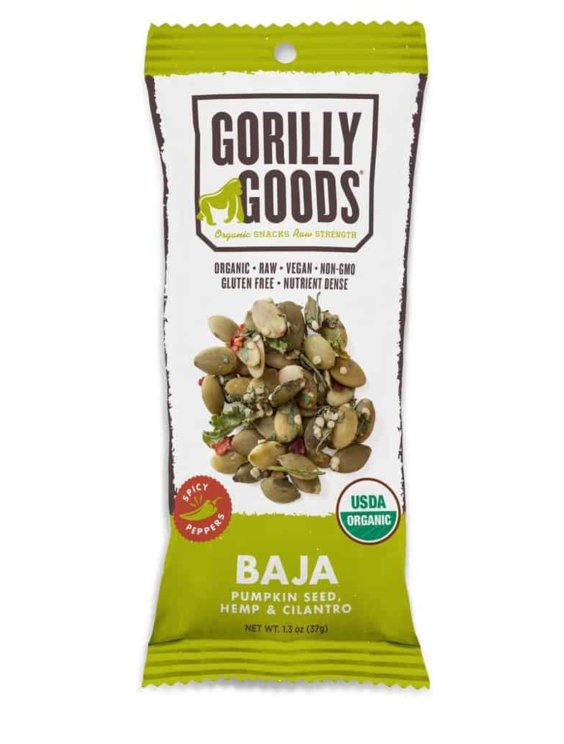 GORILLY
GOODS®
Organic SNACKS Raw STRENGTH
ORGANIC • RAW • VEGAN • NON-GMO
GLUTEN FREE • NUTRIENT DENSE
SPICY
PEPPERS
USDA
ORGANIC
BAJA
PUMPKIN SEED,
HEMP & CILANTRO
NET WT. 1.3 oz (37g)